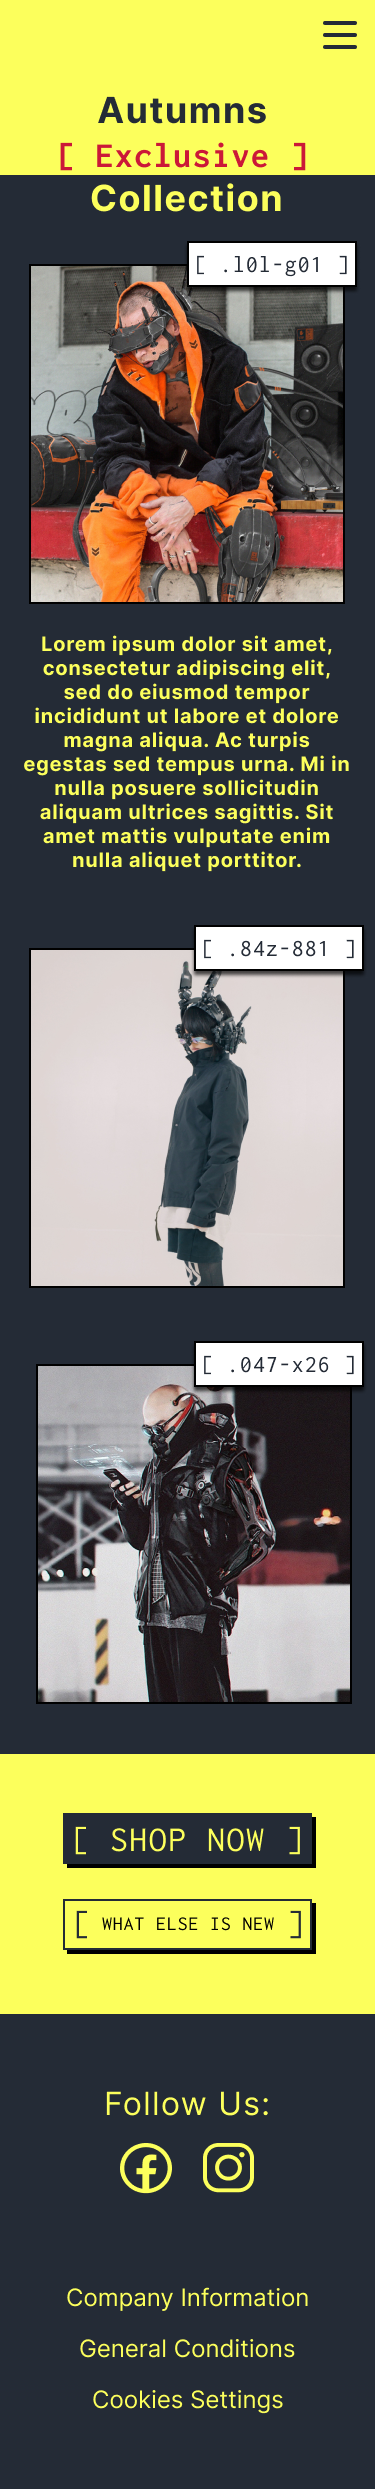 Autumns
[ Exclusive ]
Collection
[ .l0l-g01 ]
Lorem ipsum dolor sit amet,
consectetur adipiscing elit,
sed do eiusmod tempor
incididunt ut labore et dolore
magna aliqua. Ac turpis
egestas sed tempus urna. Mi in
nulla posuere sollicitudin
aliquam ultrices sagittis. Sit
amet mattis vulputate enim
nulla aliquet porttitor.
[ .84z-881 ]
[ .047-x26 ]
[ SHOP NOW ]
[ WHAT ELSE IS NEW ]
Follow Us:
Company Information
General Conditions
Cookies Settings